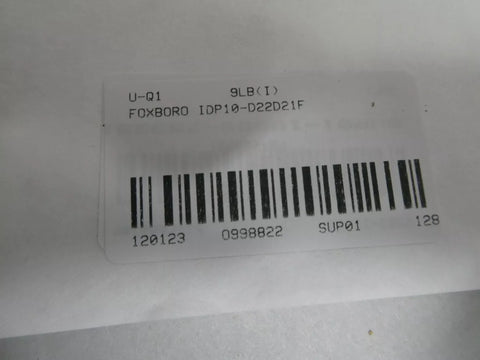 U-Q1 9LB(I)
FOXBORO IDP10-D22D21F
120123 0998822 SUP01 128